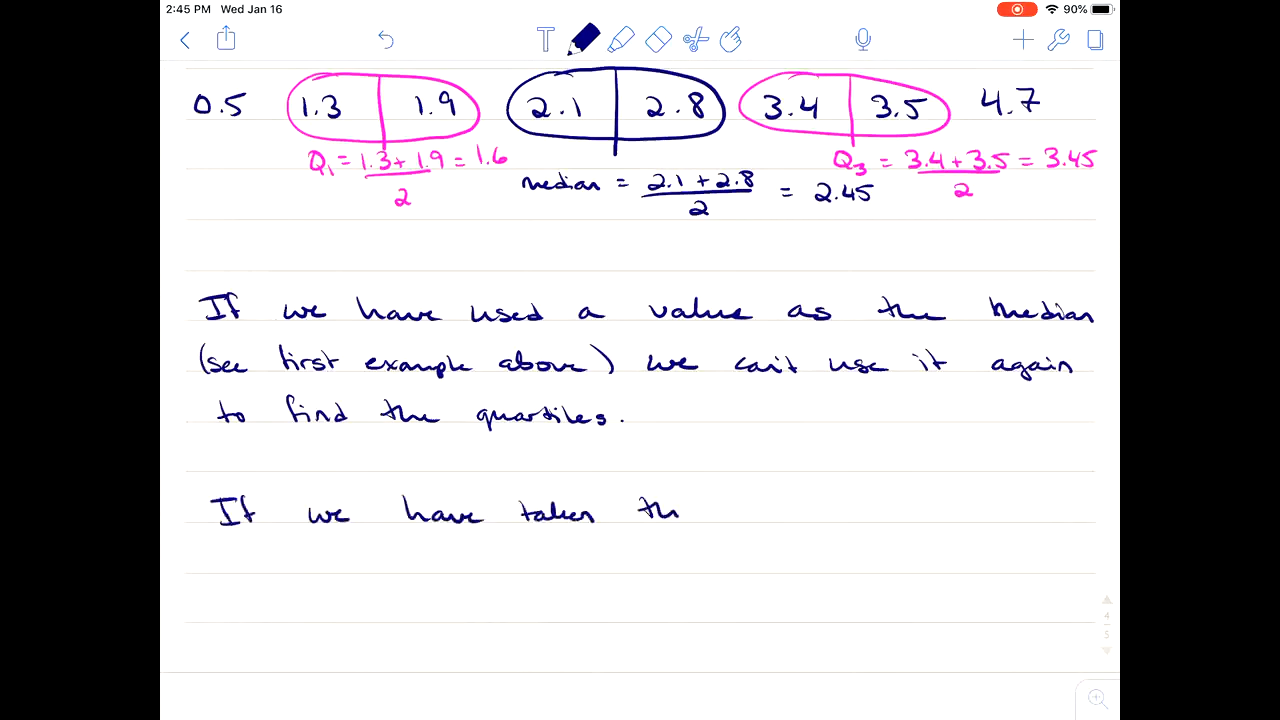 2:45 PM Wed Jan 16
90%
0.5 1.3 1.9 2.1 2.8 3.4 3.5 4.7
Q₁ = 1.3 + 1.9 / 2 = 1.6
median = 2.1 + 2.8 / 2 = 2.45
Q₃ = 3.4 + 3.5 / 2 = 3.45
If we have used a value as the median
(see first example above) we can't use it again
to find the quartiles.
If we have taken th
4
5